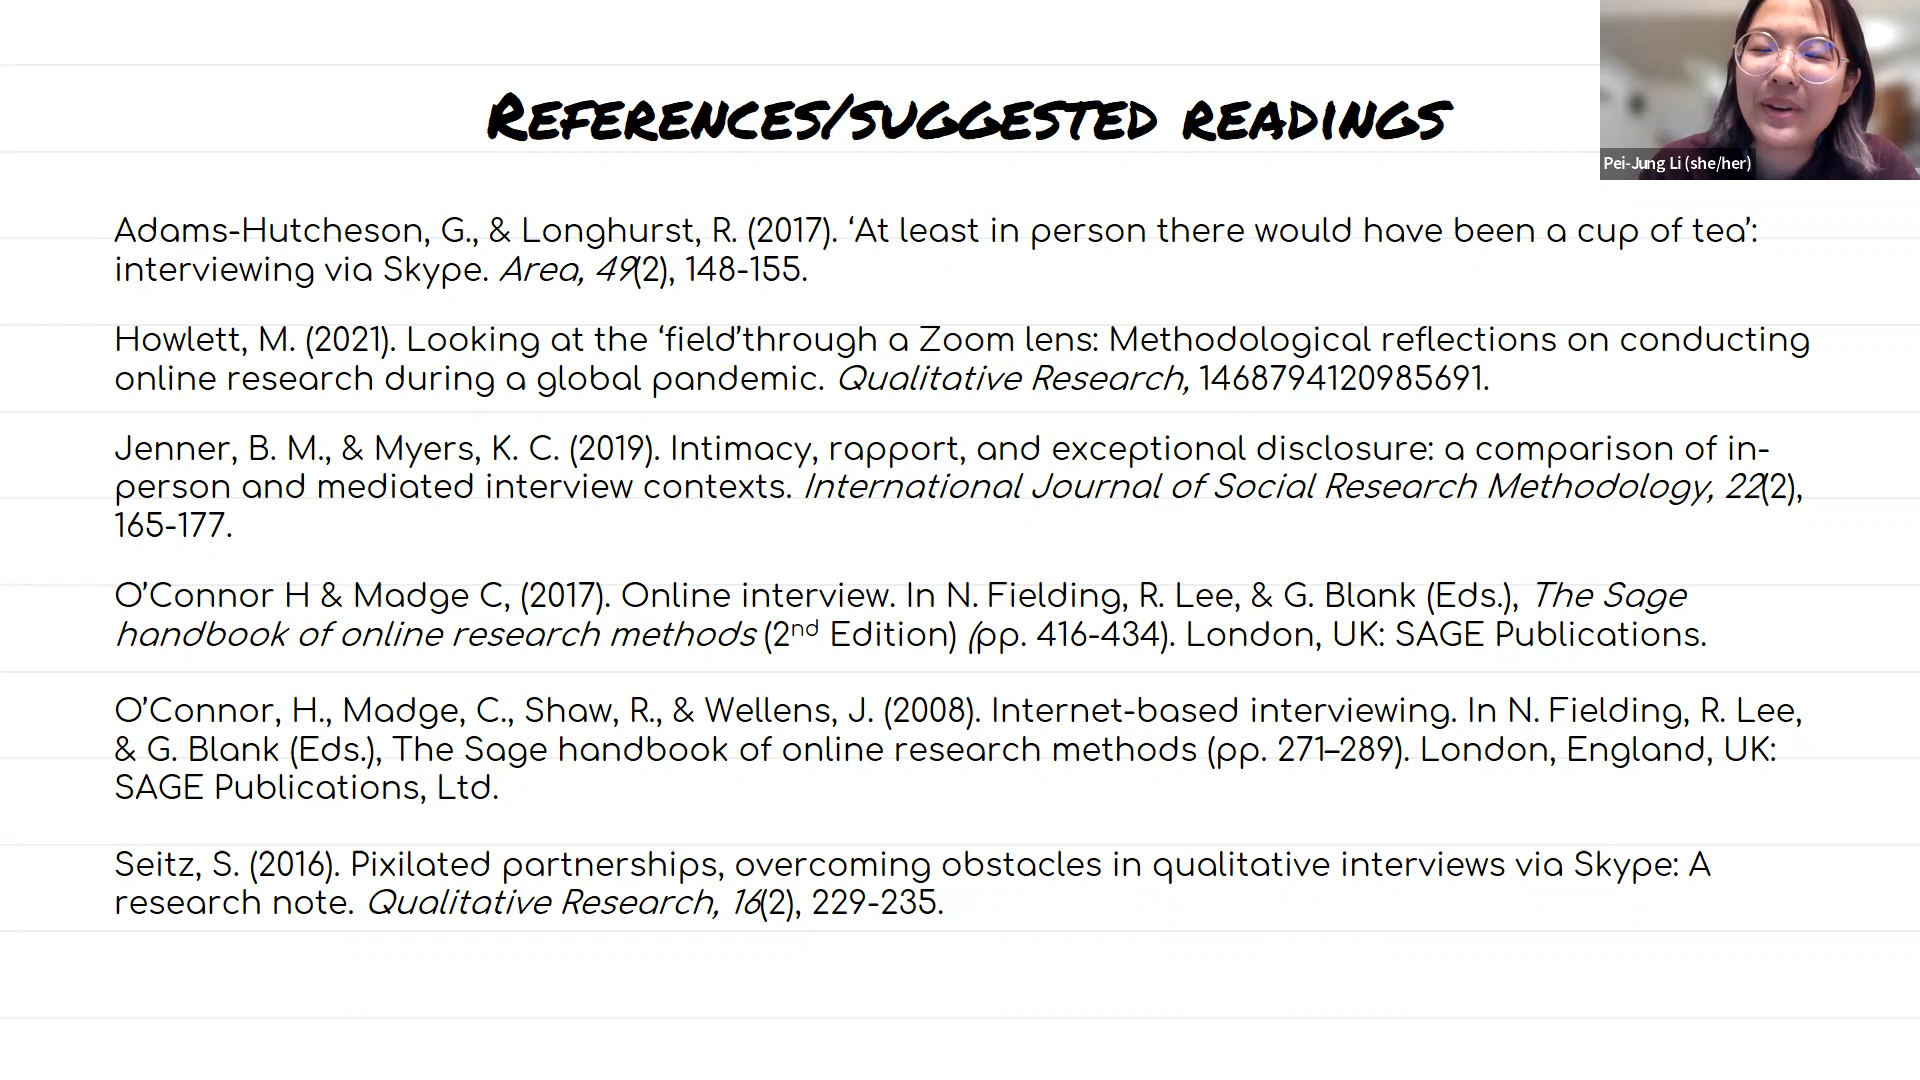 References/suggested readings
Pei-Jung Li (she/her)
Adams-Hutcheson, G., & Longhurst, R. (2017). ‘At least in person there would have been a cup of tea’:
interviewing via Skype. Area, 49(2), 148-155.
Howlett, M. (2021). Looking at the ‘field’through a Zoom lens: Methodological reflections on conducting
online research during a global pandemic. Qualitative Research, 1468794120985691.
Jenner, B. M., & Myers, K. C. (2019). Intimacy, rapport, and exceptional disclosure: a comparison of in-
person and mediated interview contexts. International Journal of Social Research Methodology, 22(2),
165-177.
O’Connor H & Madge C, (2017). Online interview. In N. Fielding, R. Lee, & G. Blank (Eds.), The Sage
handbook of online research methods (2nd Edition) (pp. 416-434). London, UK: SAGE Publications.
O’Connor, H., Madge, C., Shaw, R., & Wellens, J. (2008). Internet-based interviewing. In N. Fielding, R. Lee,
& G. Blank (Eds.), The Sage handbook of online research methods (pp. 271–289). London, England, UK:
SAGE Publications, Ltd.
Seitz, S. (2016). Pixilated partnerships, overcoming obstacles in qualitative interviews via Skype: A
research note. Qualitative Research, 16(2), 229-235.